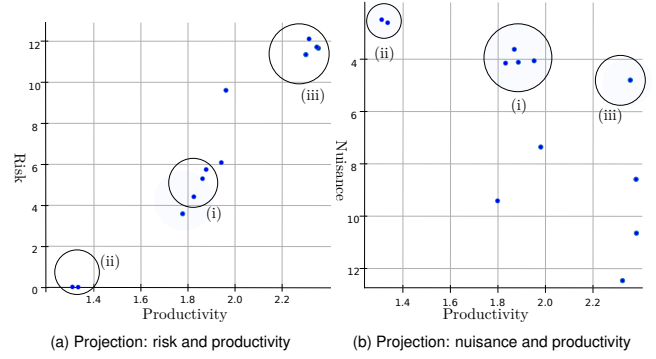 12
10
8
6
4
2
0
Risk
(iii)
(i)
(ii)
1.4
1.6
1.8
2.0
2.2
Productivity
(a) Projection: risk and productivity
4
6
8
10
12
Nuisance
(ii)
(i)
(iii)
1.4
1.6
1.8
2.0
2.2
Productivity
(b) Projection: nuisance and productivity